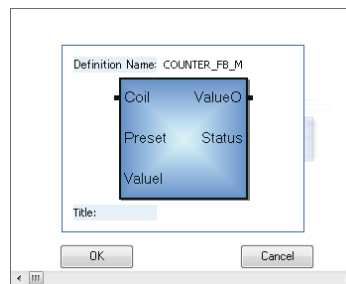 Definition Name: COUNTER_FB_M
Coil ValueO
Preset Status
ValueI
Title:
OK Cancel